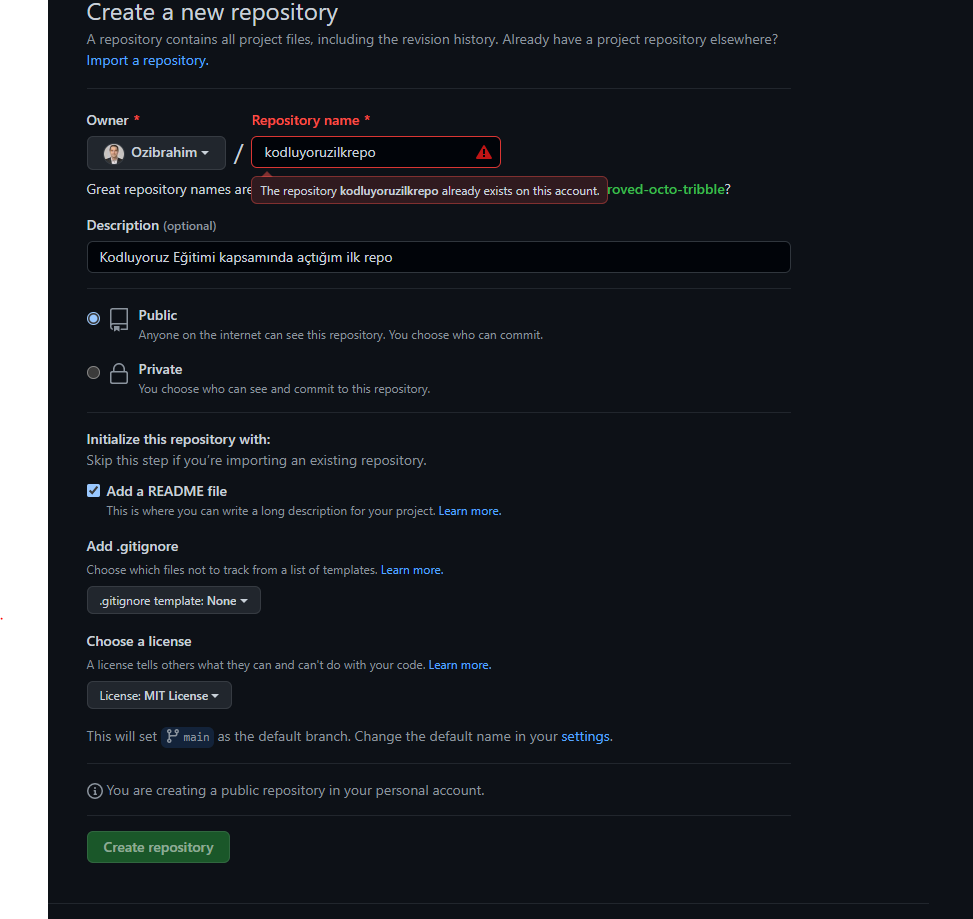 Create a new repository
A repository contains all project files, including the revision history. Already have a project repository elsewhere?
Import a repository.
Owner * Repository name *
Ozibrahim / kodluyoruzilkrepo
Great repository names are roved-octo-tribble?
The repository kodluyoruzilkrepo already exists on this account.
Description (optional)
Kodluyoruz Eğitimi kapsamında açtığım ilk repo
Public
Anyone on the internet can see this repository. You choose who can commit.
Private
You choose who can see and commit to this repository.
Initialize this repository with:
Skip this step if you're importing an existing repository.
Add a README file
This is where you can write a long description for your project. Learn more.
Add .gitignore
Choose which files not to track from a list of templates. Learn more.
.gitignore template: None
Choose a license
A license tells others what they can and can't do with your code. Learn more.
License: MIT License
This will set main as the default branch. Change the default name in your settings.
You are creating a public repository in your personal account.
Create repository